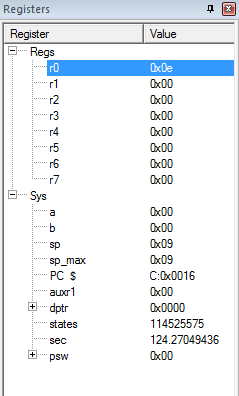 Registers
Register Value
Regs
r0 0x0e
r1 0x00
r2 0x00
r3 0x00
r4 0x00
r5 0x00
r6 0x00
r7 0x00
Sys
a 0x00
b 0x00
sp 0x09
sp_max 0x09
PC $ C:0x0016
auxr1 0x00
dptr 0x0000
states 114525575
sec 124.27049436
psw 0x00